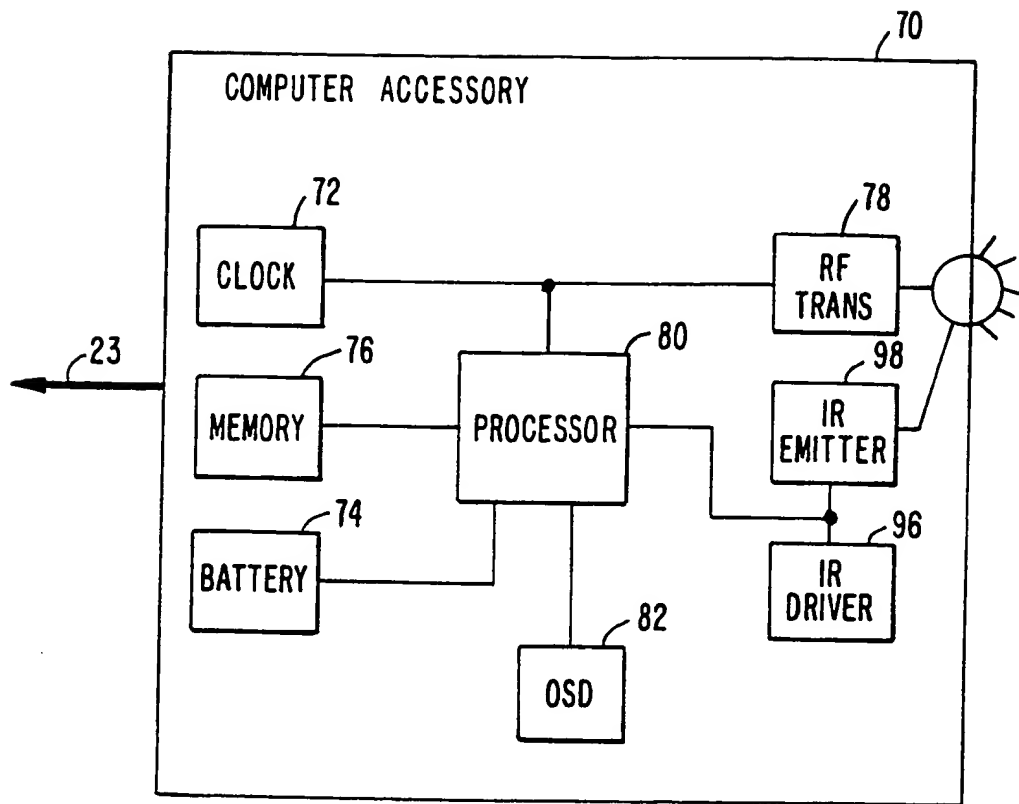 70
COMPUTER ACCESSORY
72
CLOCK
78
RF
TRANS
23
76
MEMORY
80
PROCESSOR
98
IR
EMITTER
74
BATTERY
96
IR
DRIVER
82
OSD